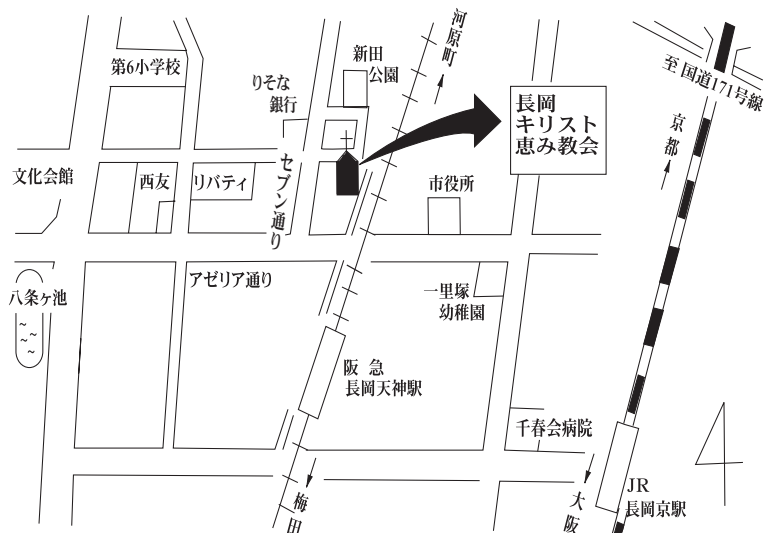 河原町
新田
公園
第6小学校
りそな
銀行
至 国道171号線
長岡
キリスト
恵み教会
京都
文化会館
西友
リバティ
セブン通り
市役所
アゼリア通り
八条ヶ池
一里塚
幼稚園
阪急
長岡天神駅
千春会病院
JR
長岡京駅
梅田
大阪